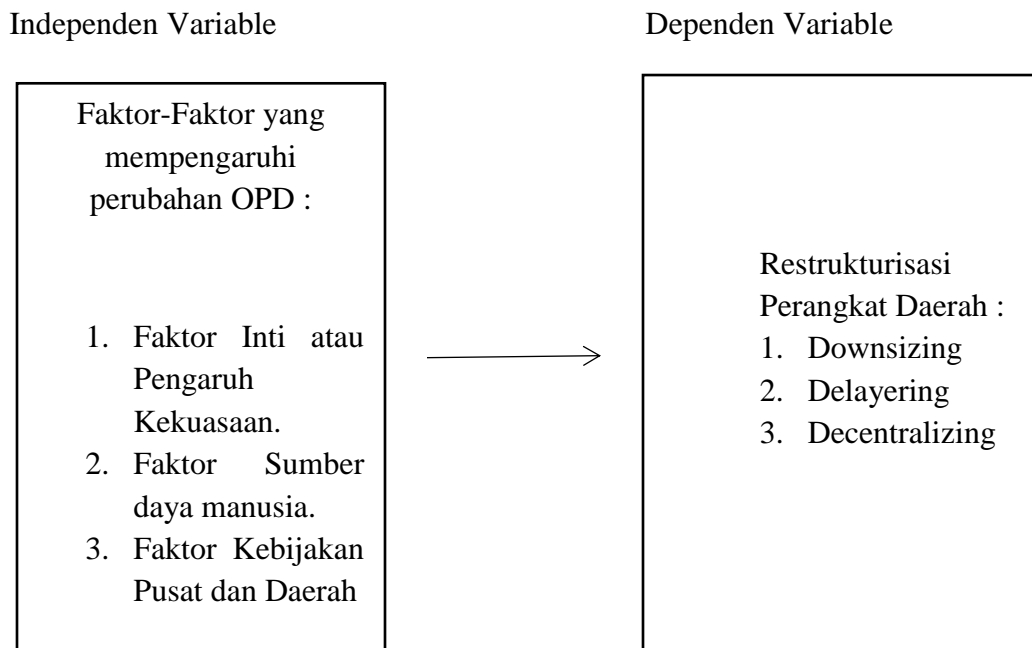 Independen Variable
Dependen Variable
Faktor-Faktor yang
mempengaruhi
perubahan OPD :
1. Faktor Inti atau
Pengaruh
Kekuasaan.
2. Faktor Sumber
daya manusia.
3. Faktor Kebijakan
Pusat dan Daerah
Restrukturisasi
Perangkat Daerah :
1. Downsizing
2. Delayering
3. Decentralizing